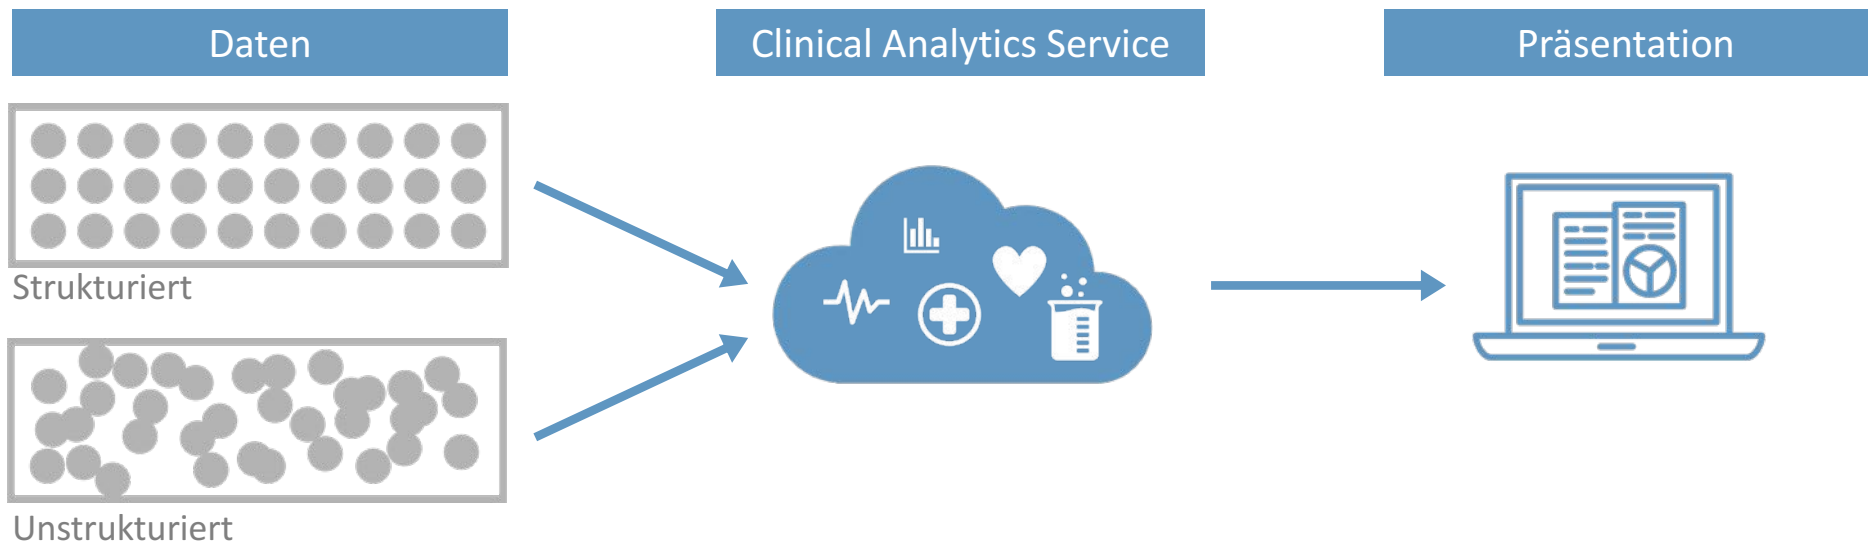 Daten
Clinical Analytics Service
Präsentation
Strukturiert
Unstrukturiert